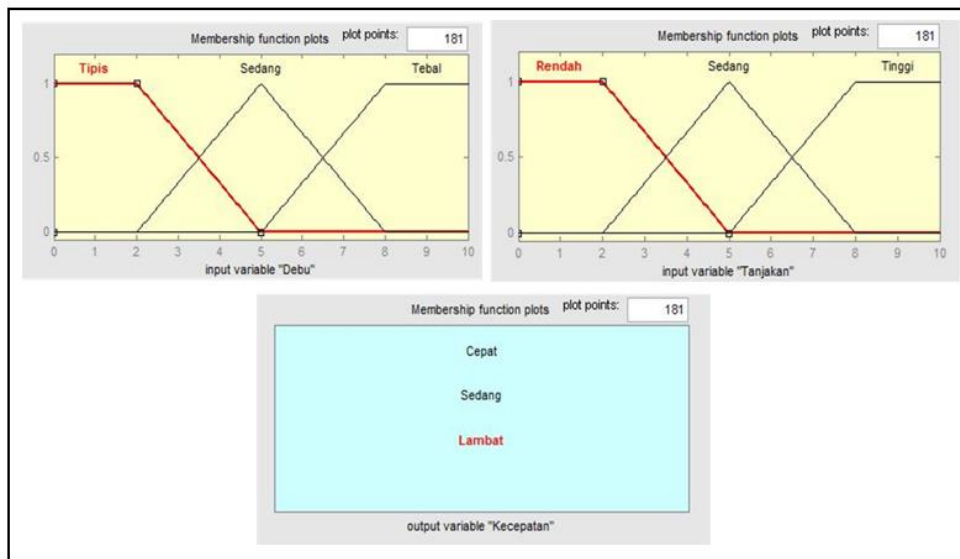 Membership function plots plot points: 181
Tipis Sedang Tebal
1
0.5
0
0 1 2 3 4 5 6 7 8 9 10
input variable "Debu"
Membership function plots plot points: 181
Rendah Sedang Tinggi
1
0.5
0
0 1 2 3 4 5 6 7 8 9 10
input variable "Tanjakan"
Membership function plots plot points: 181
Cepat
Sedang
Lambat
output variable "Kecepatan"